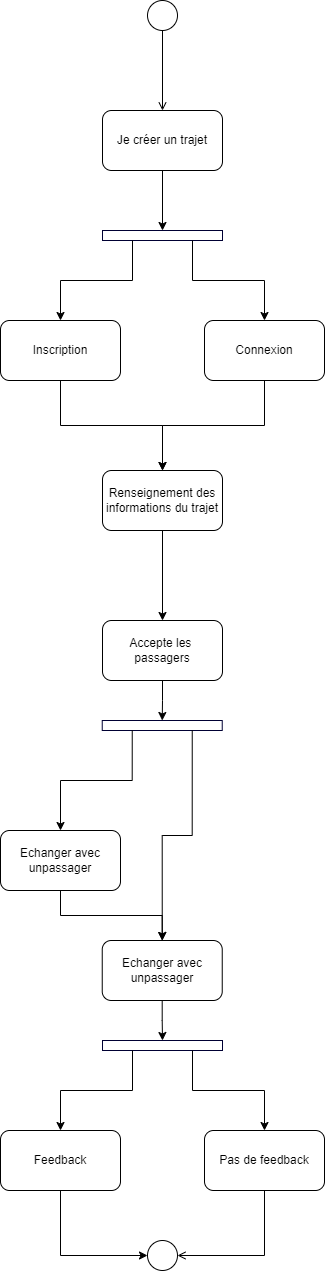 Je créer un trajet
Inscription
Connexion
Renseignement des
informations du trajet
Accepte les
passagers
Echanger avec
unpassager
Echanger avec
unpassager
Feedback
Pas de feedback